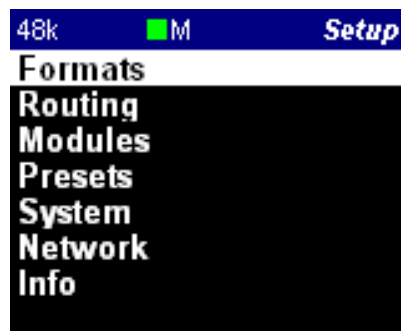 48k M Setup
Formats
Routing
Modules
Presets
System
Network
Info